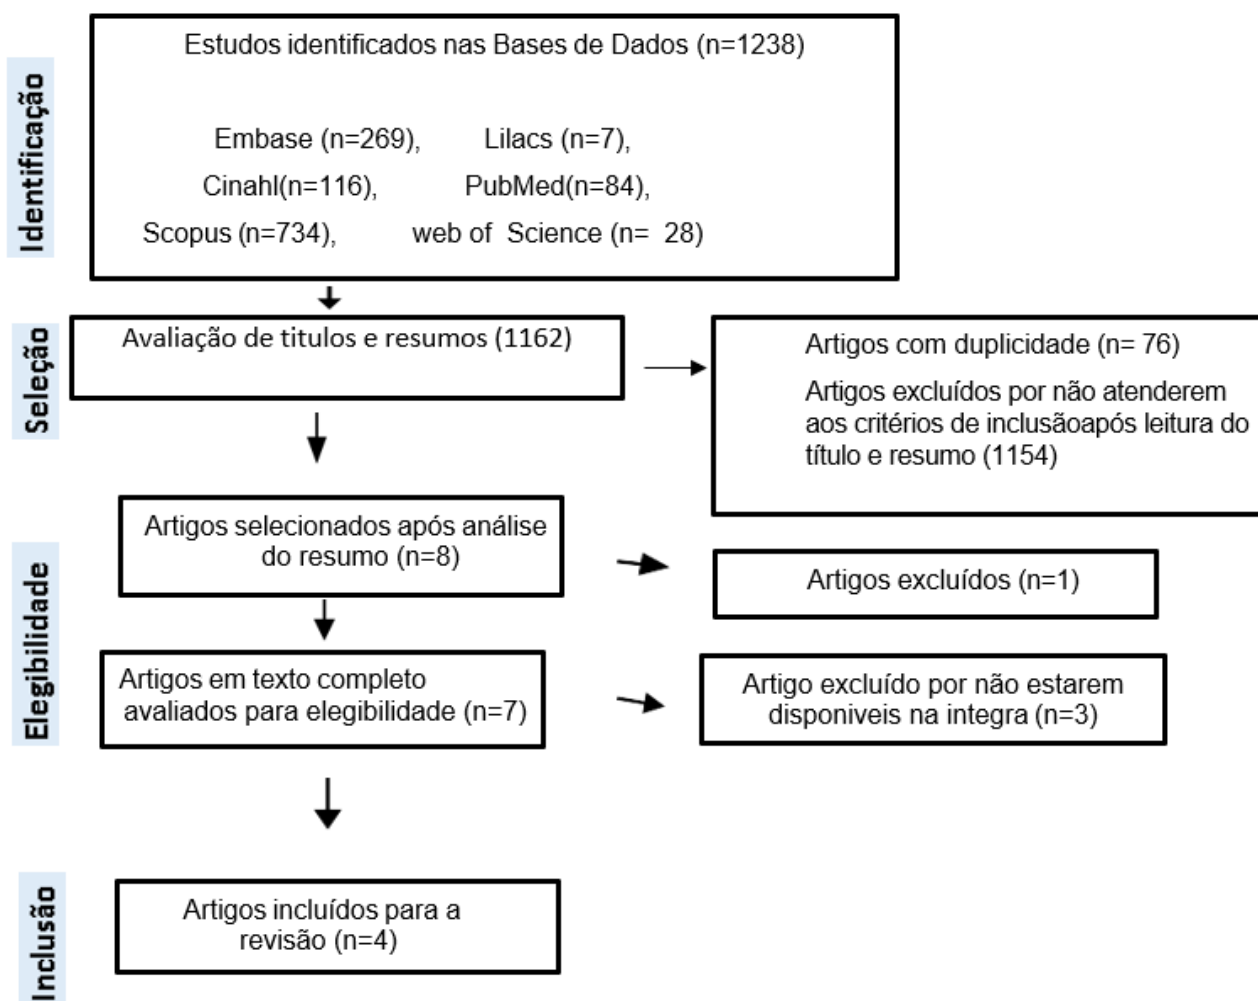 Identificação
Estudos identificados nas Bases de Dados (n=1238)
Embase (n=269), Lilacs (n=7),
Cinahl(n=116), PubMed(n=84),
Scopus (n=734), web of Science (n= 28)
Seleção
Avaliação de titulos e resumos (1162)
Artigos com duplicidade (n= 76)
Artigos excluídos por não atenderem
aos critérios de inclusãoapós leitura do
título e resumo (1154)
Elegibilidade
Artigos selecionados após análise
do resumo (n=8)
Artigos excluídos (n=1)
Artigos em texto completo
avaliados para elegibilidade (n=7)
Artigo excluído por não estarem
disponiveis na integra (n=3)
Inclusão
Artigos incluídos para a
revisão (n=4)